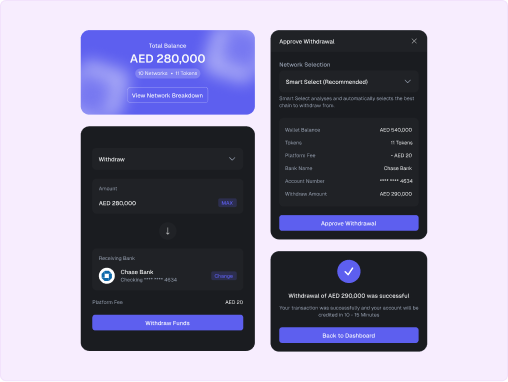 Total Balance
AED 280,000
10 Networks • 11 Tokens
View Network Breakdown
Withdraw
Amount
AED 280,000
MAX
Receiving Bank
Chase Bank
Checking **** **** 4634
Change
Platform Fee
AED 20
Withdraw Funds
Approve Withdrawal
Network Selection
Smart Select (Recommended)
Smart Select analyses and automatically selects the best
chain to withdraw from
Wallet Balance
AED 540,000
Tokens
11 Tokens
Platform Fee
~ AED 20
Bank Name
Chase Bank
Account Number
**** **** 4634
Withdraw Amount
AED 290,000
Approve Withdrawal
Withdrawal of AED 290,000 was successful
Your transaction was successfuly and your account will be
credited in 10 - 15 Minutes
Back to Dashboard